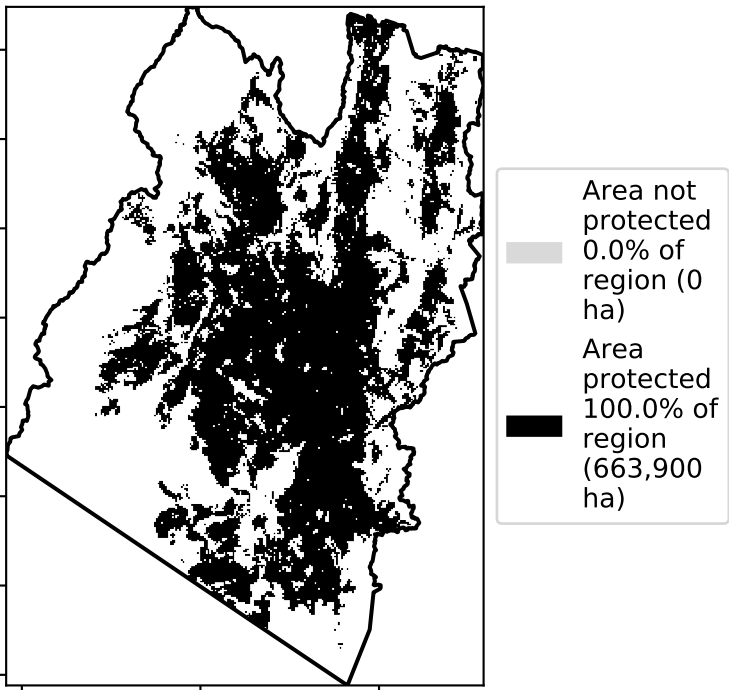 Area not
protected
0.0% of
region (0
ha)
Area
protected
100.0% of
region
(663,900
ha)